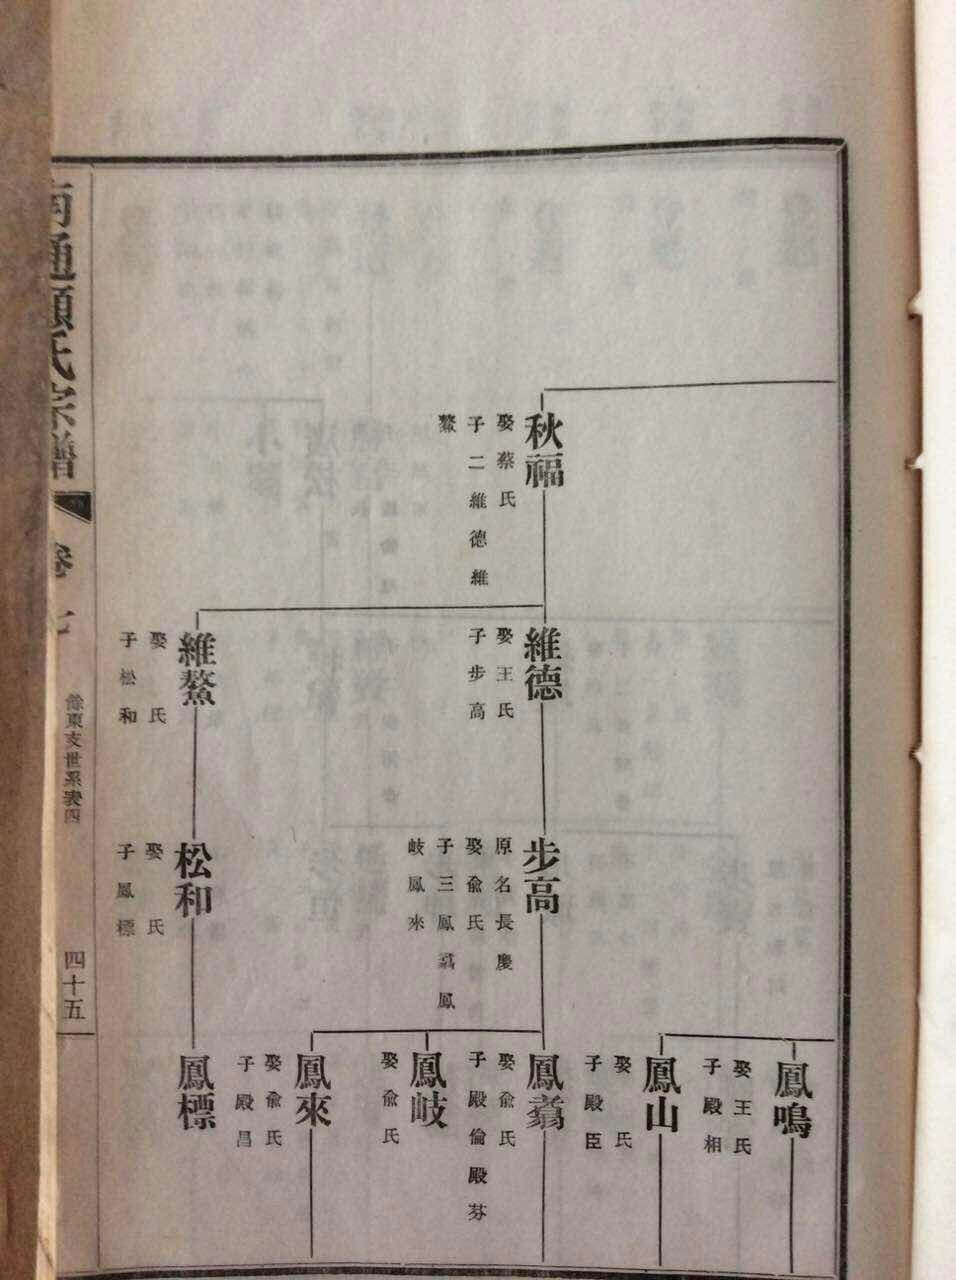 秋福
娶蔡氏
子二維德維
鰲
維德
娶王氏
子步高
維鰲
娶 氏
子松和
步高
原名長慶
娶兪氏
子三鳳翥鳳
岐鳳來
松和
娶 氏
子鳳標
鳳鳴
娶王氏
子殿相
鳳山
娶 氏
子殿臣
鳳翥
娶兪氏
子殿倫殿芬
鳳岐
娶兪氏
鳳來
娶兪氏
子殿昌
鳳標
南通顧氏宗譜
卷七
餘東支世系表四
四十五